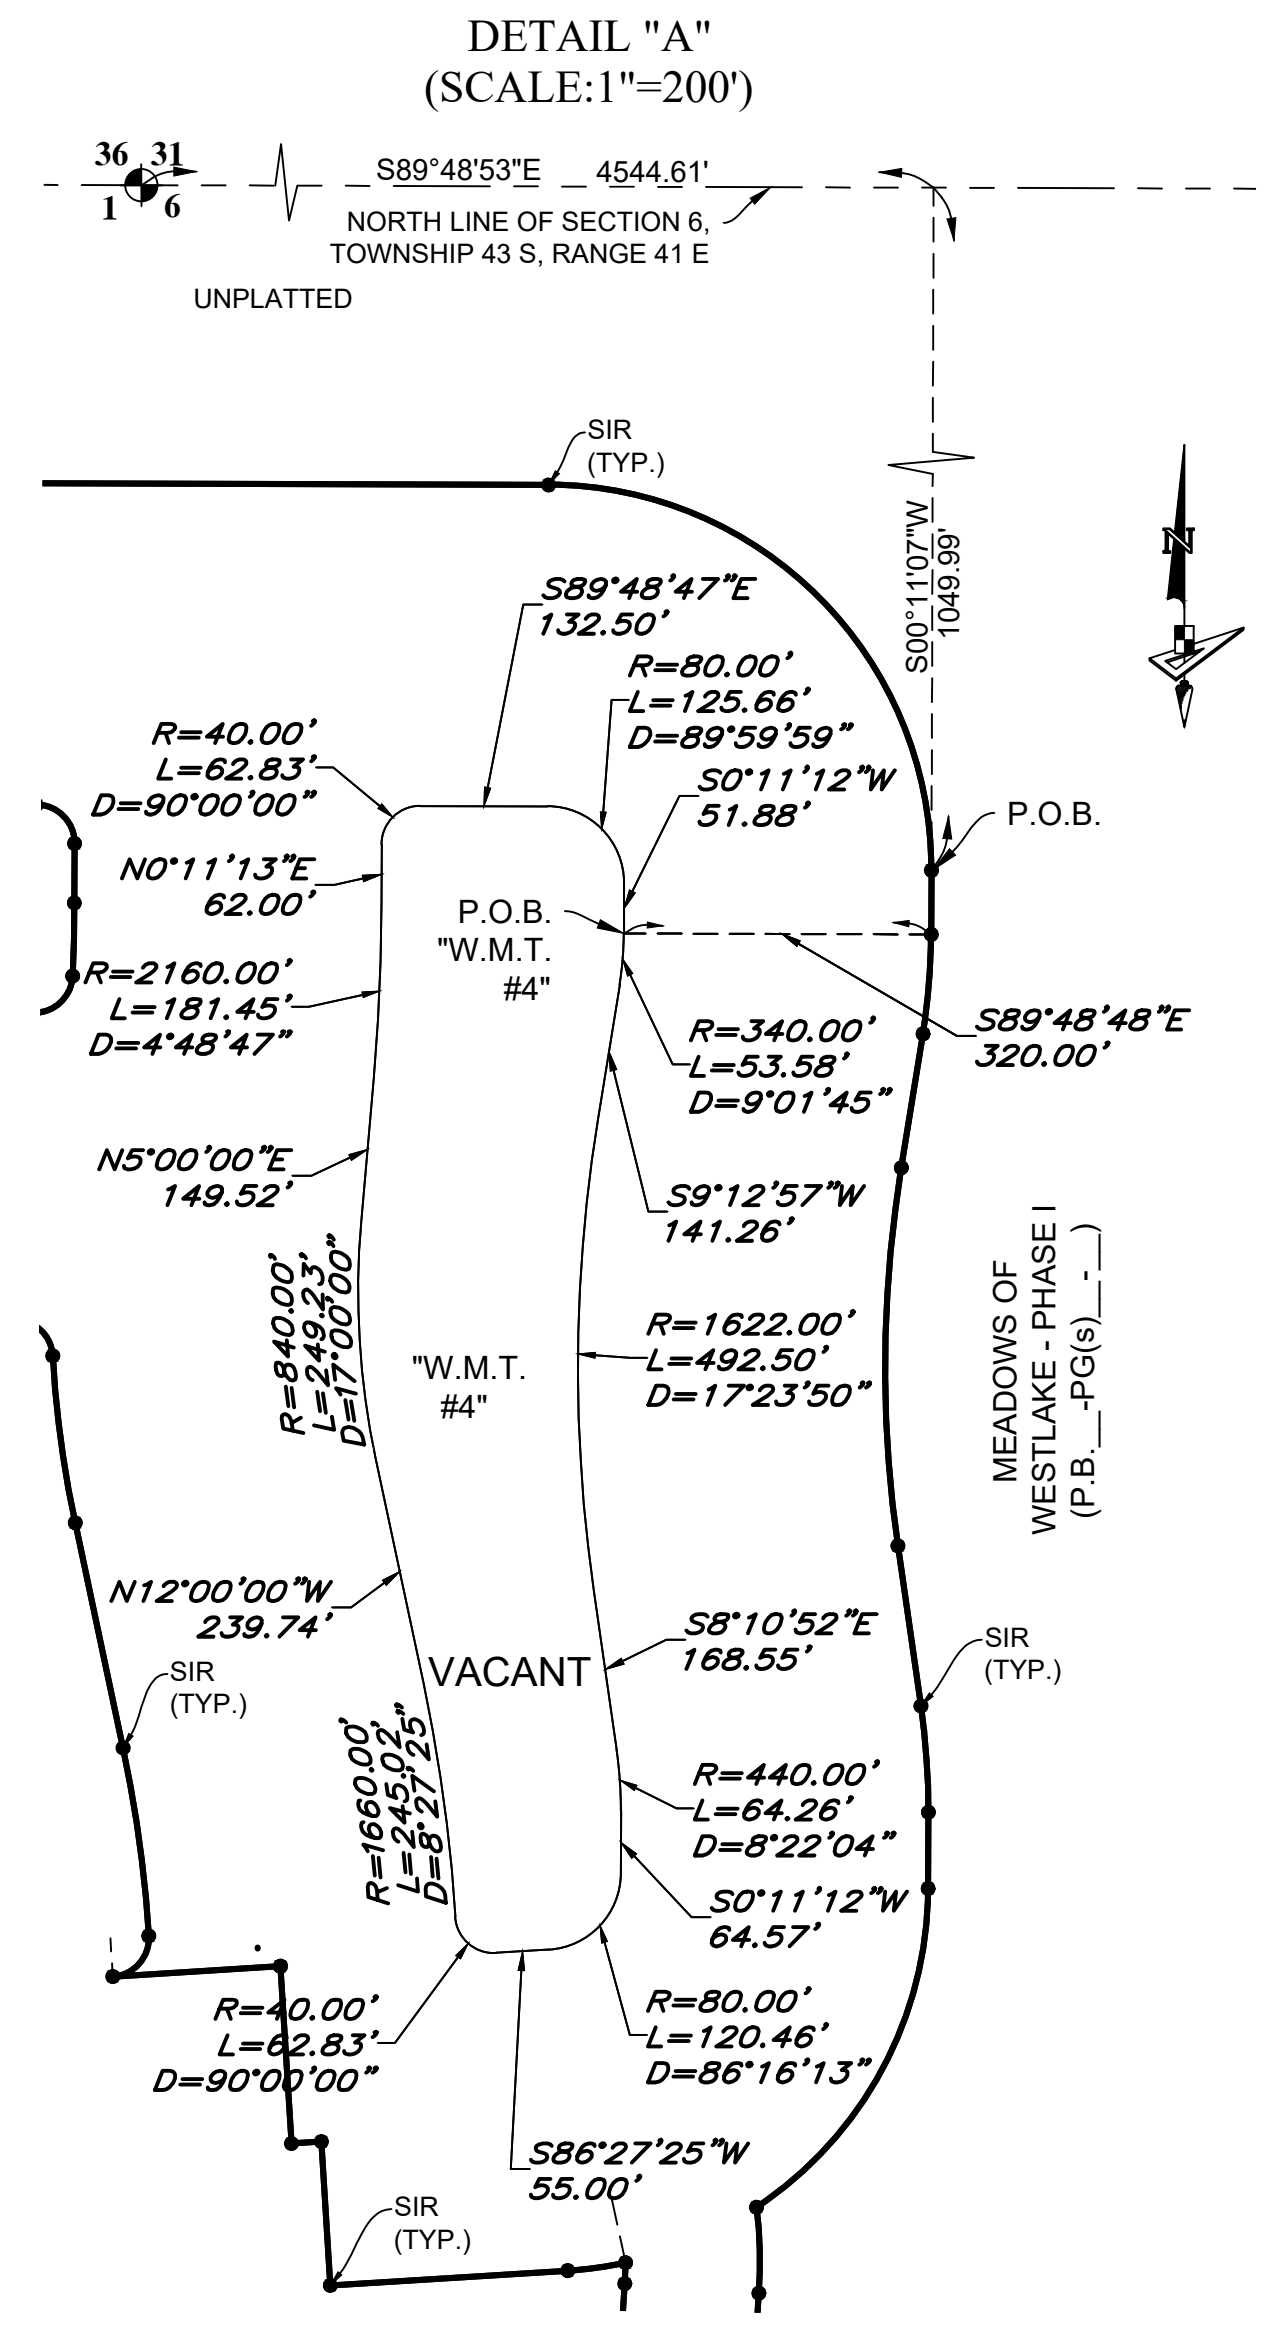 DETAIL "A"
(SCALE:1"=200')
36 31
1 6
S89°48'53"E 4544.61'
NORTH LINE OF SECTION 6,
TOWNSHIP 43 S, RANGE 41 E
UNPLATTED
SIR
(TYP.)
S00°11'07"W
1049.99'
N
S89°48'47"E
132.50'
R=80.00'
L=125.66'
D=89°59'59"
R=40.00'
L=62.83'
D=90°00'00"
S0°11'12"W
51.88'
P.O.B.
N0°11'13"E
62.00'
P.O.B.
"W.M.T.
#4"
R=2160.00'
L=181.45'
D=4°48'47"
S89°48'48"E
320.00'
R=340.00'
L=53.58'
D=9°01'45"
N5°00'00"E
149.52'
S9°12'57"W
141.26'
R=840.00'
L=249.23'
D=17°00'00"
"W.M.T.
#4"
R=1622.00'
L=492.50'
D=17°23'50"
MEADOWS OF
WESTLAKE - PHASE I
(P.B.__-PG(s)__-__)
N12°00'00"W
239.74'
S8°10'52"E
168.55'
SIR
(TYP.)
SIR
(TYP.)
VACANT
R=1660.00'
L=245.02'
D=8°27'25"
R=440.00'
L=64.26'
D=8°22'04"
S0°11'12"W
64.57'
R=40.00'
L=62.83'
D=90°00'00"
R=80.00'
L=120.46'
D=86°16'13"
S86°27'25"W
55.00'
SIR
(TYP.)